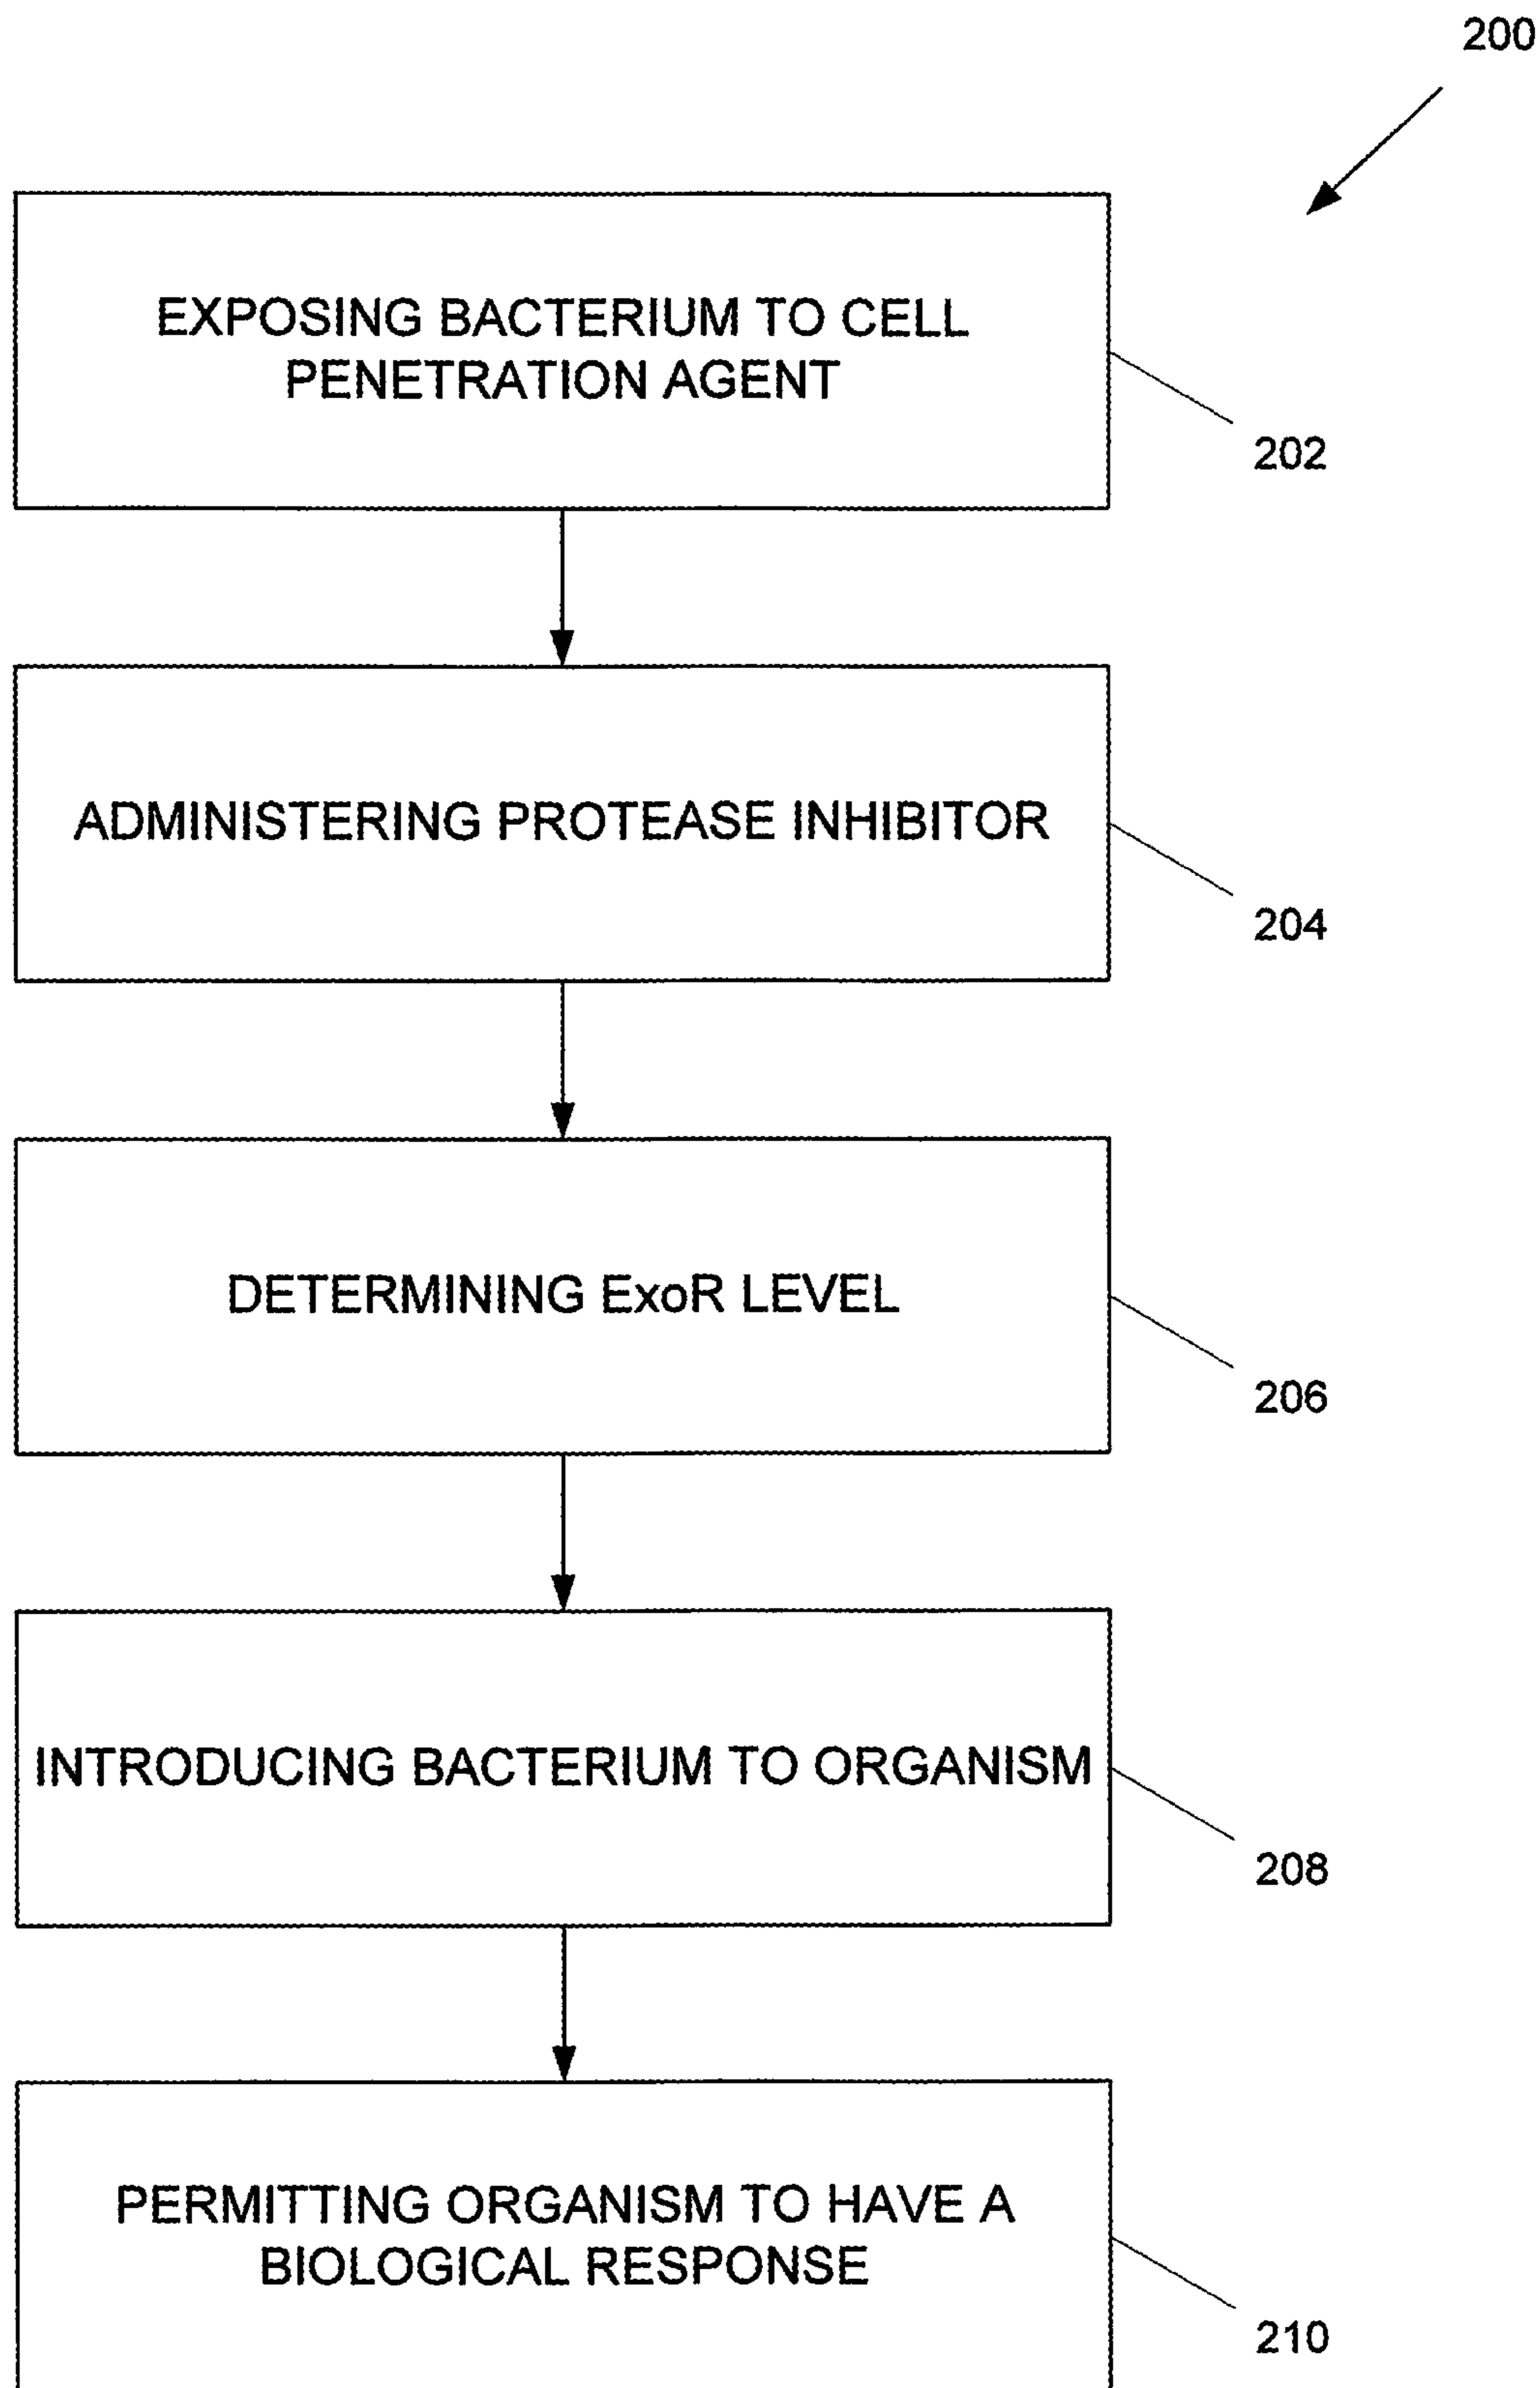 200
EXPOSING BACTERIUM TO CELL
PENETRATION AGENT
202
ADMINISTERING PROTEASE INHIBITOR
204
DETERMINING ExoR LEVEL
206
INTRODUCING BACTERIUM TO ORGANISM
208
PERMITTING ORGANISM TO HAVE A
BIOLOGICAL RESPONSE
210